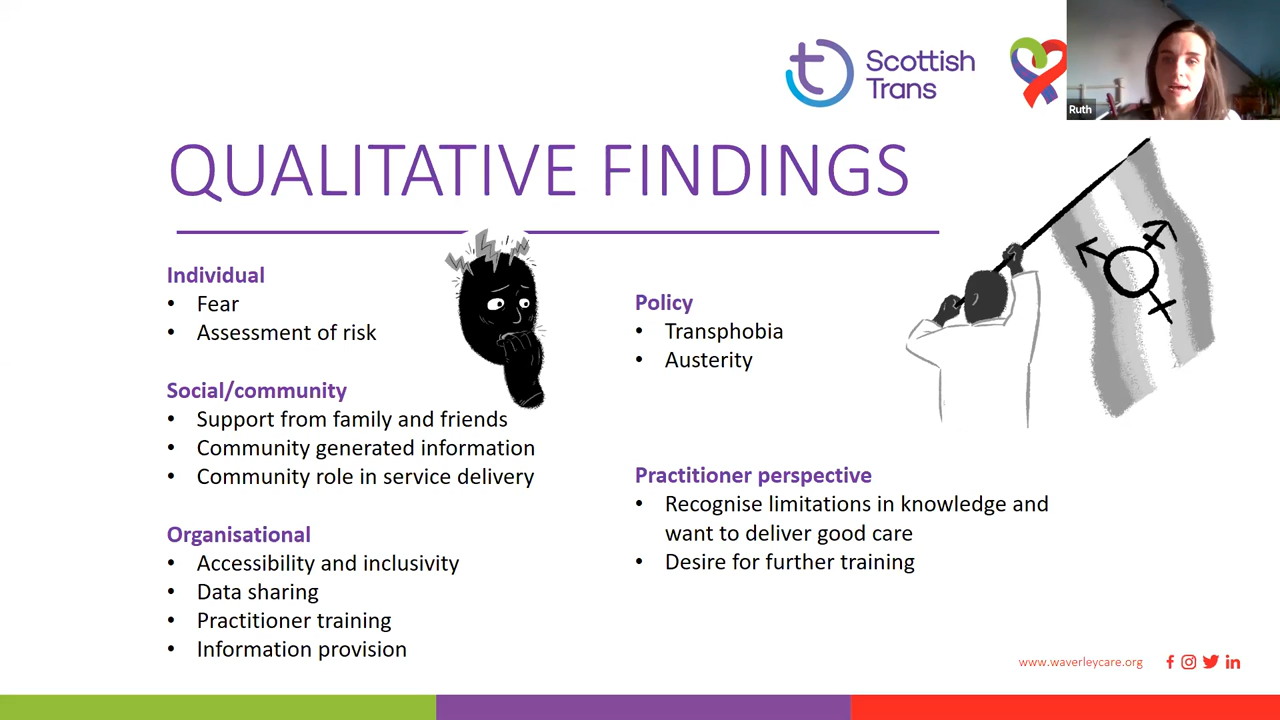 Scottish
Trans
Ruth
QUALITATIVE FINDINGS
Individual
• Fear
• Assessment of risk
Social/community
• Support from family and friends
• Community generated information
• Community role in service delivery
Organisational
• Accessibility and inclusivity
• Data sharing
• Practitioner training
• Information provision
Policy
• Transphobia
• Austerity
Practitioner perspective
• Recognise limitations in knowledge and
want to deliver good care
• Desire for further training
www.waverleycare.org